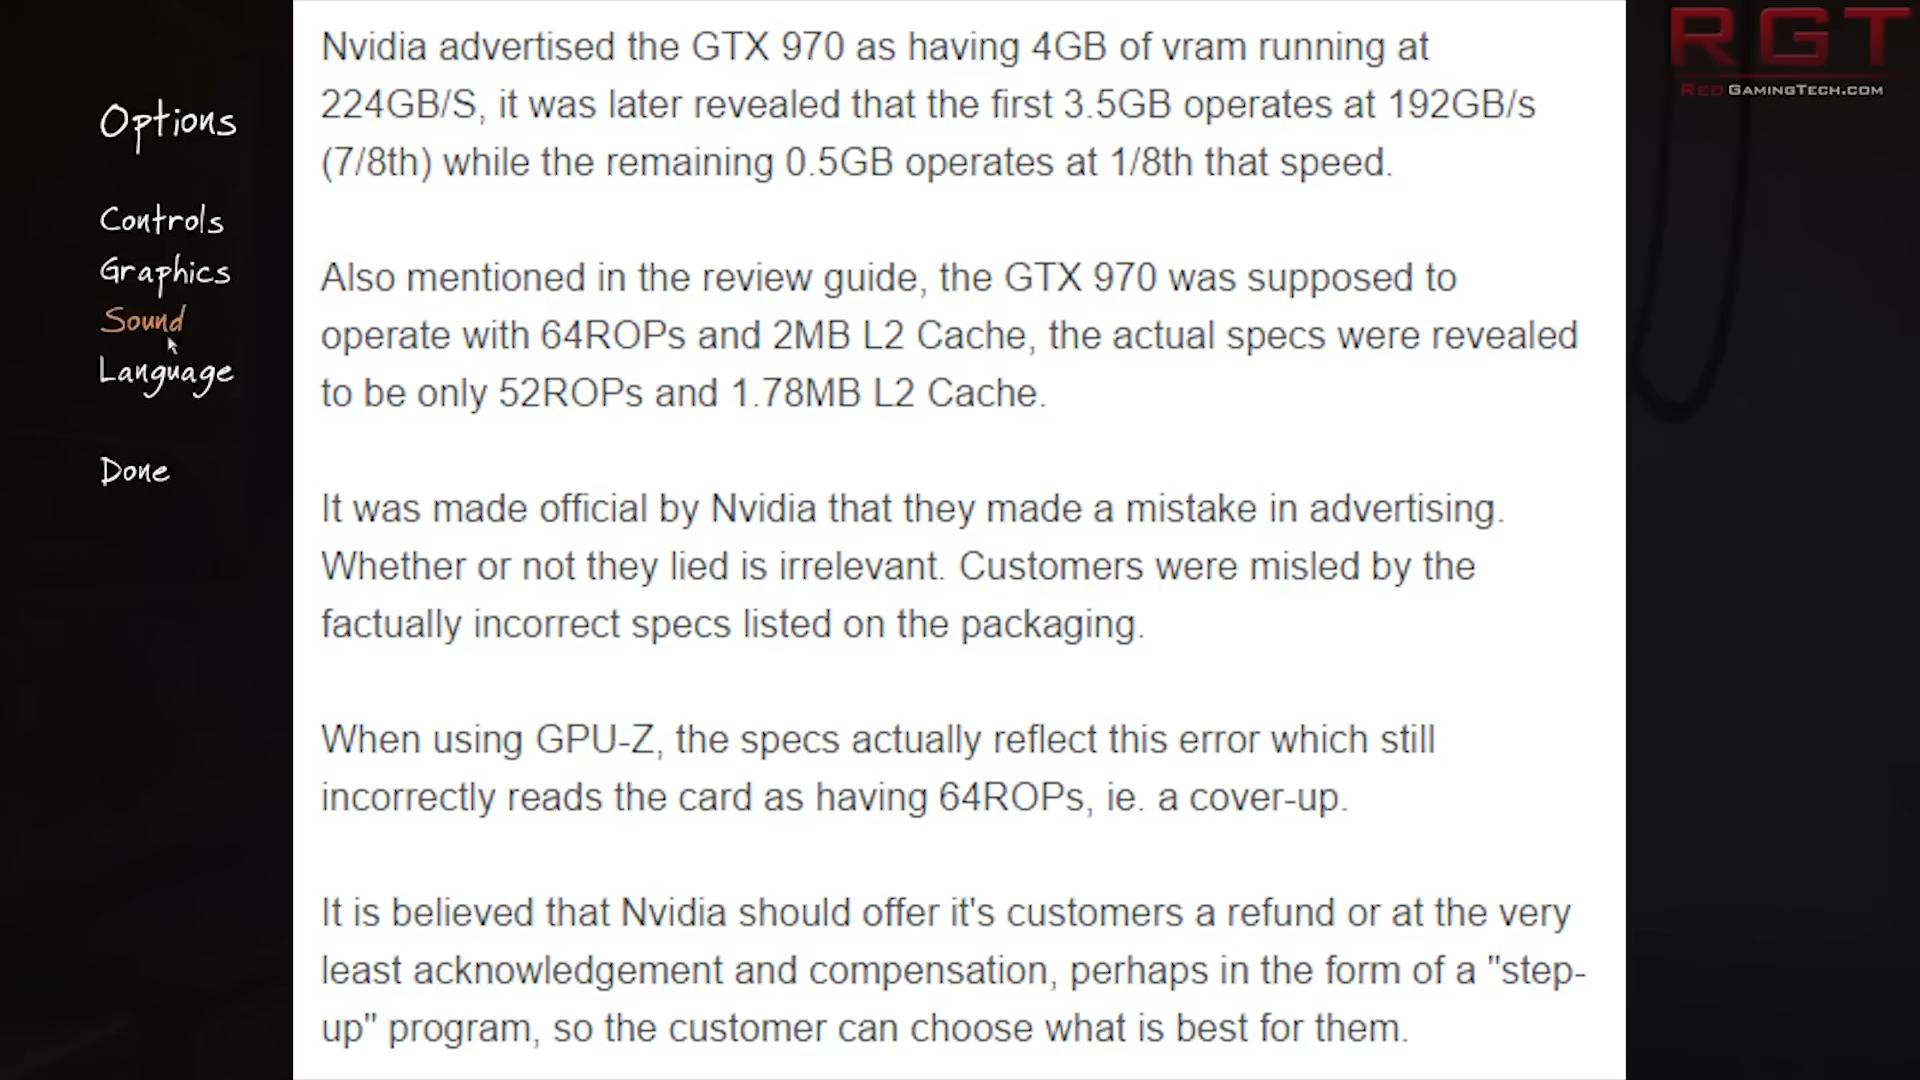 Options
Controls
Graphics
Sound
Language
Done
Nvidia advertised the GTX 970 as having 4GB of vram running at
224GB/S, it was later revealed that the first 3.5GB operates at 192GB/s
(7/8th) while the remaining 0.5GB operates at 1/8th that speed.
Also mentioned in the review guide, the GTX 970 was supposed to
operate with 64ROPs and 2MB L2 Cache, the actual specs were revealed
to be only 52ROPs and 1.78MB L2 Cache.
It was made official by Nvidia that they made a mistake in advertising.
Whether or not they lied is irrelevant. Customers were misled by the
factually incorrect specs listed on the packaging.
When using GPU-Z, the specs actually reflect this error which still
incorrectly reads the card as having 64ROPs, ie. a cover-up.
It is believed that Nvidia should offer it's customers a refund or at the very
least acknowledgement and compensation, perhaps in the form of a "step-
up" program, so the customer can choose what is best for them.
RGT
REDGAMINGTECH.COM